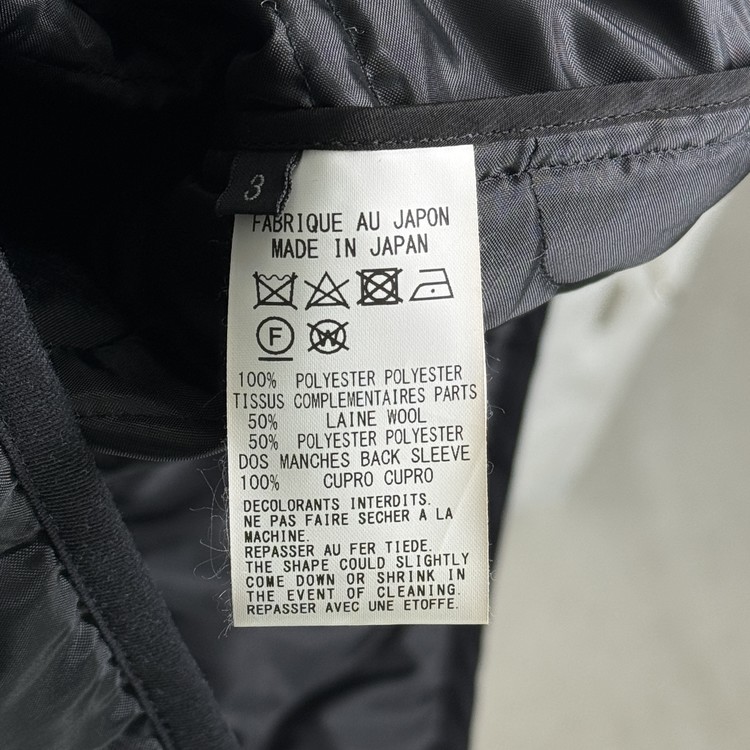 3
FABRIQUE AU JAPON
MADE IN JAPAN
F W
100% POLYESTER POLYESTER
TISSUS COMPLEMENTAIRES PARTS
50% LAINE WOOL
50% POLYESTER POLYESTER
DOS MANCHES BACK SLEEVE
100% CUPRO CUPRO
DECOLORANTS INTERDITS.
NE PAS FAIRE SECHER A LA
MACHINE.
REPASSER AU FER TIEDE.
THE SHAPE COULD SLIGHTLY
COME DOWN OR SHRINK IN
THE EVENT OF CLEANING.
REPASSER AVEC UNE ETOFFE.